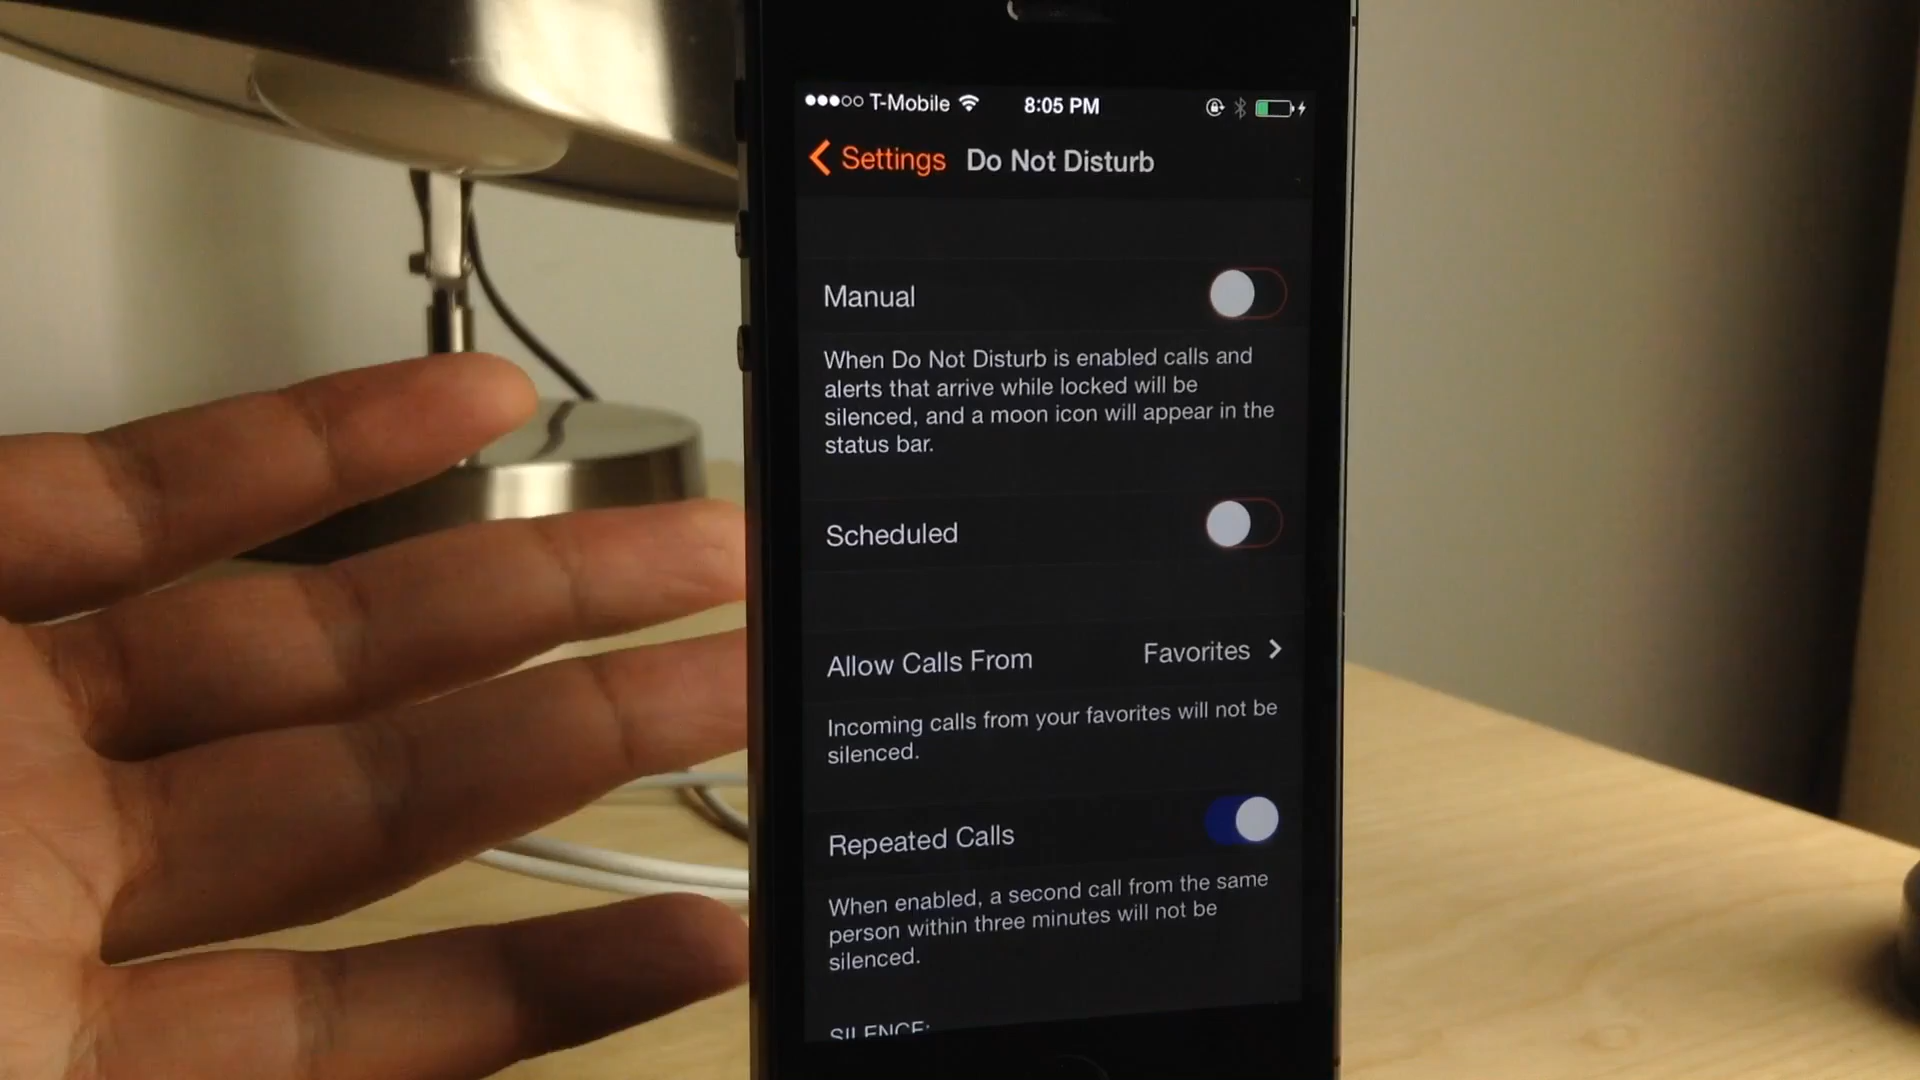 T-Mobile 8:05 PM
Settings Do Not Disturb
Manual
When Do Not Disturb is enabled calls and
alerts that arrive while locked will be
silenced, and a moon icon will appear in the
status bar.
Scheduled
Allow Calls From Favorites
Incoming calls from your favorites will not be
silenced.
Repeated Calls
When enabled, a second call from the same
person within three minutes will not be
silenced.
SILENCE: